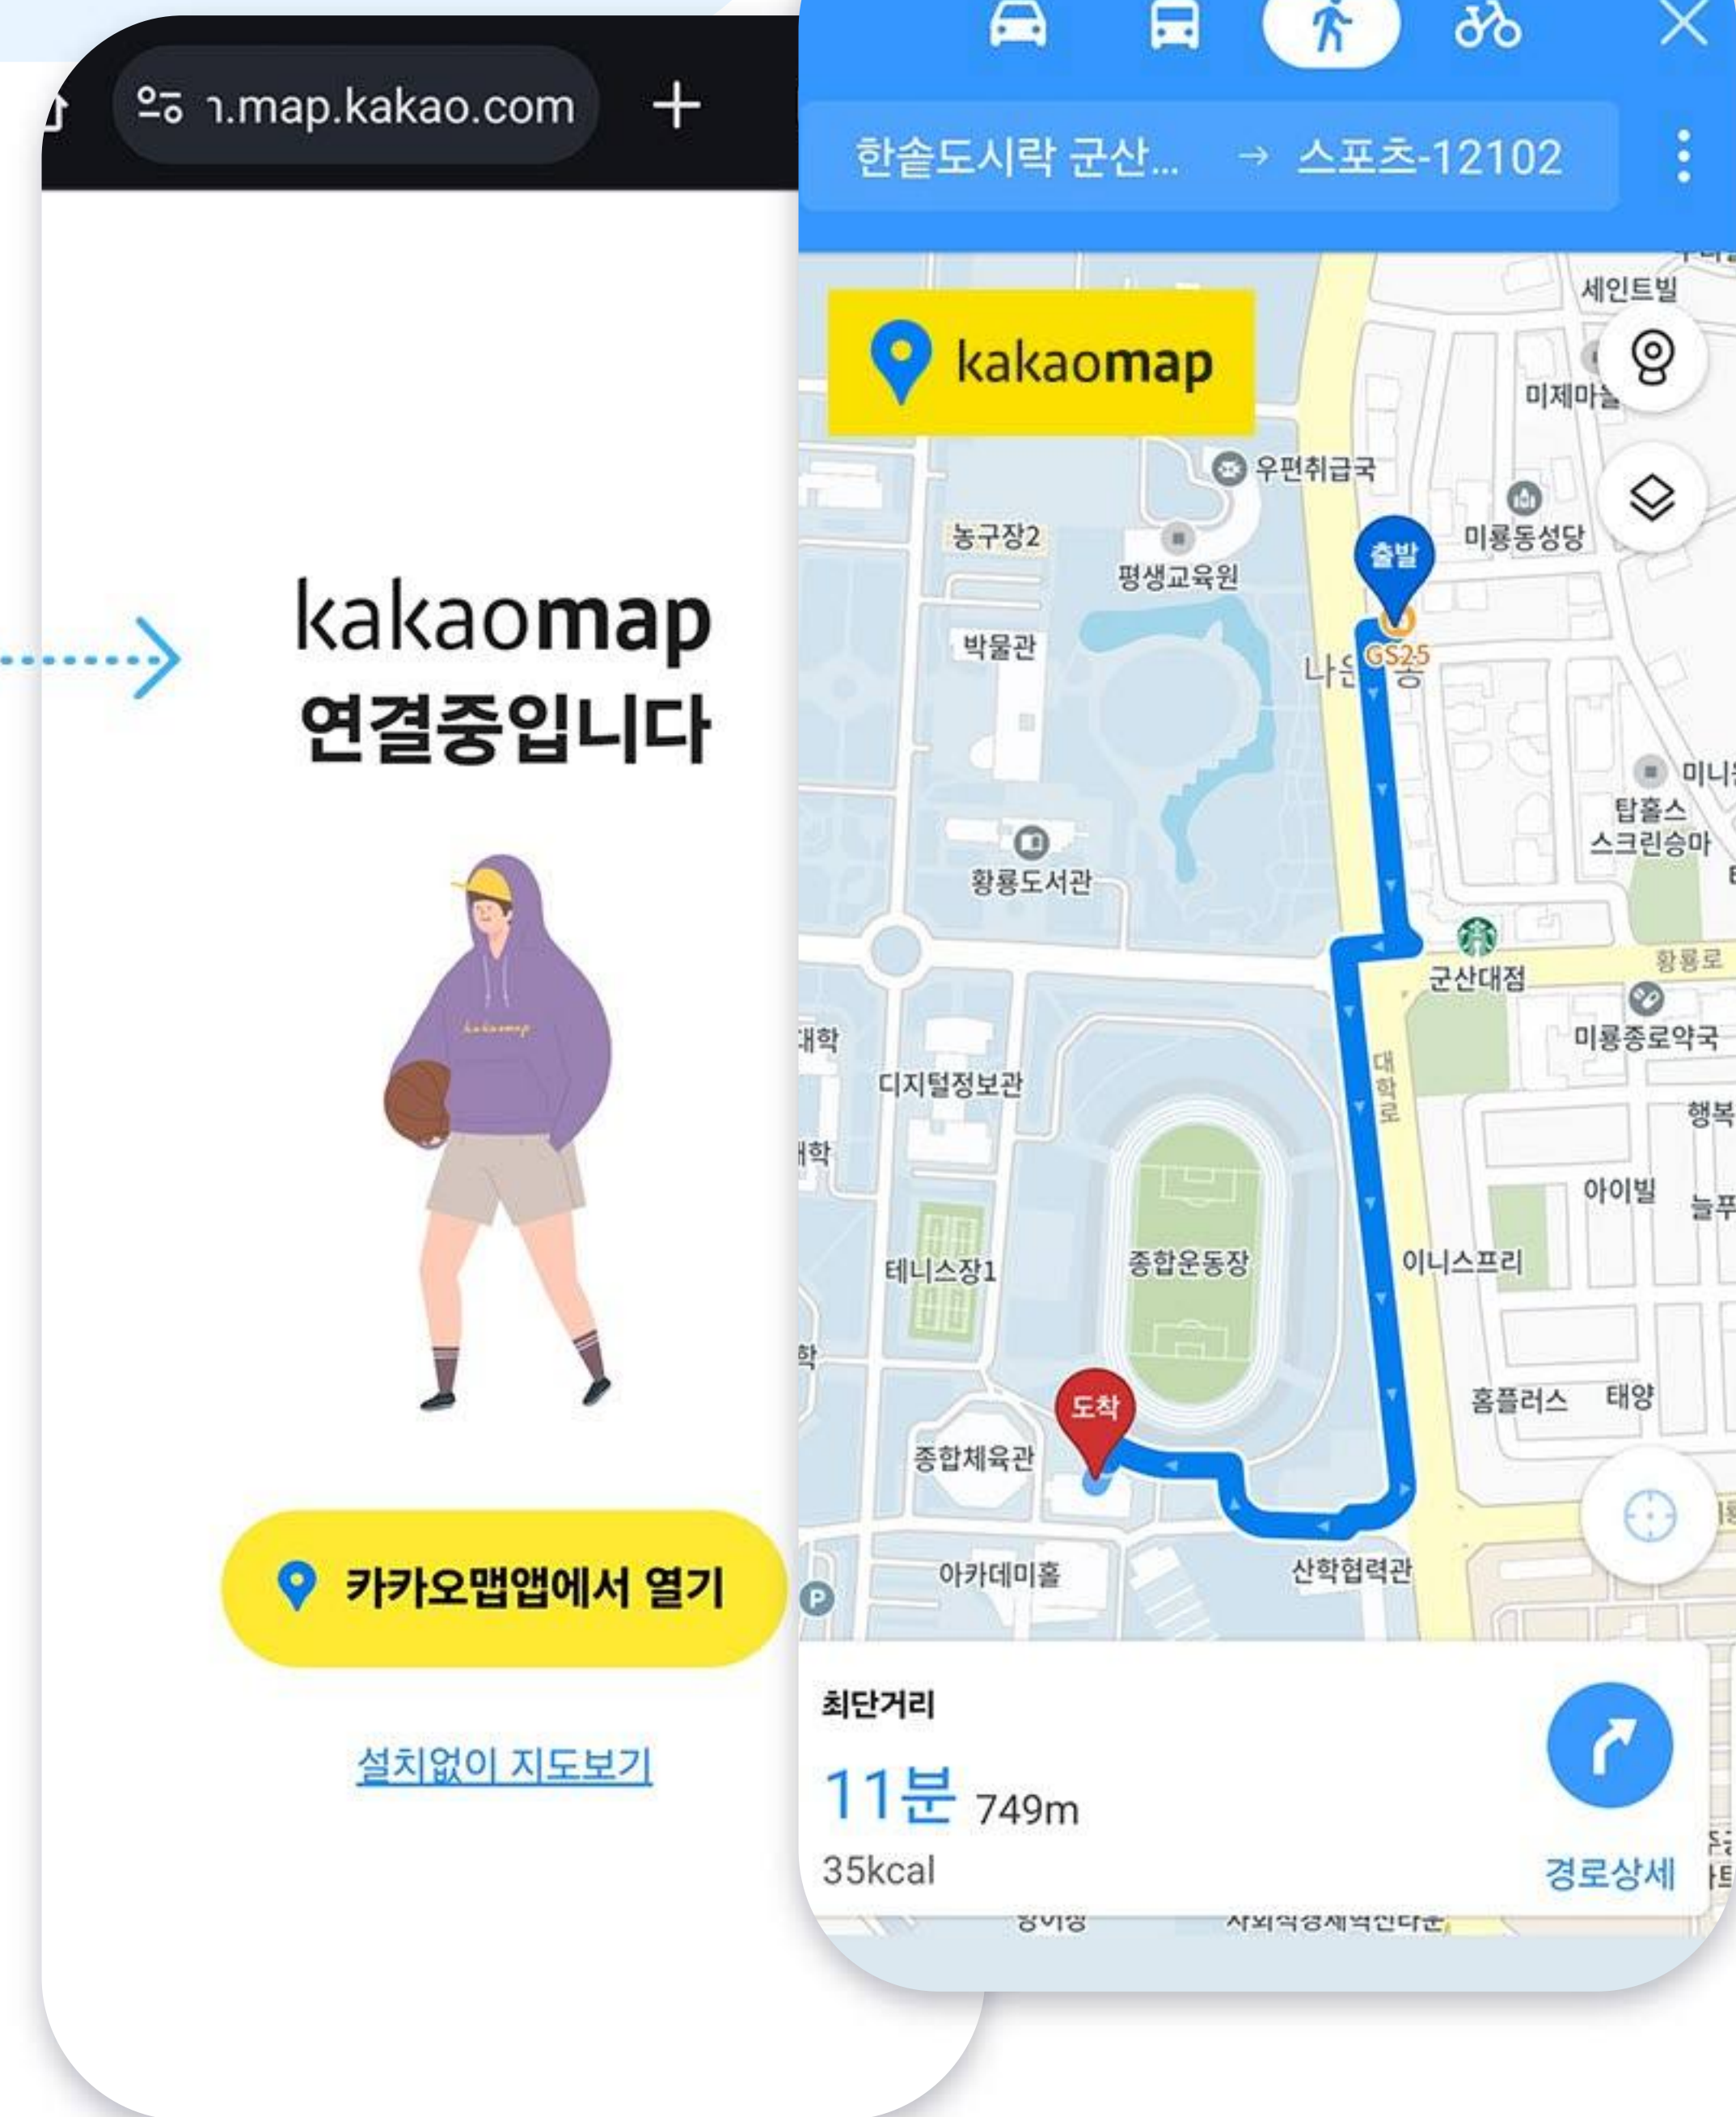 map.kakao.com
kakaomap
연결중입니다
kakaomap
카카오맵앱에서 열기
설치없이 지도보기
한솥도시락 군산... → 스포츠-12102
세인트빌
kakaomap
우편취급국
농구장2
미룡동성당
출발
평생교육원
박물관
GS25
탑홀스
스크린승마
황룡도서관
황룡로
군산대점
미룡종로약국
대학
디지털정보관
대학로
행복
아이빌
테니스장1
종합운동장
이니스프리
홈플러스
태양
도착
종합체육관
아카데미홀
산학협력관
P
최단거리
11분 749m
35kcal
경로상세